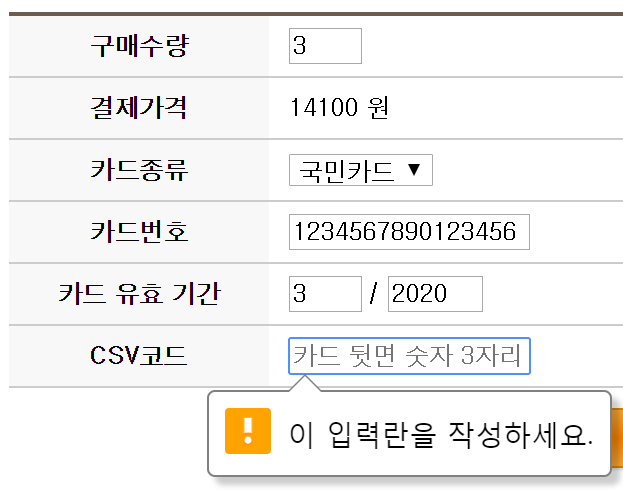 구매수량 3
결제가격 14100 원
카드종류 국민카드 ▼
카드번호 1234567890123456
카드 유효 기간 3 / 2020
CSV코드 카드 뒷면 숫자 3자리
! 이 입력란을 작성하세요.